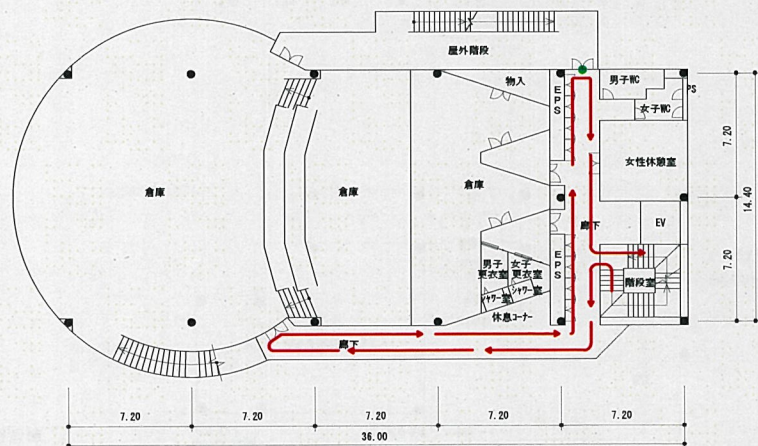 屋外階段
物入
男子WC
EPS
PS
女子WC
女性休憩室
倉庫
倉庫
倉庫
廊下
EV
男子更衣室
女子更衣室
EPS
階段室
シャワー室
シャワー室
休息コーナー
廊下
7.20
7.20
14.40
7.20
7.20
7.20
7.20
7.20
36.00